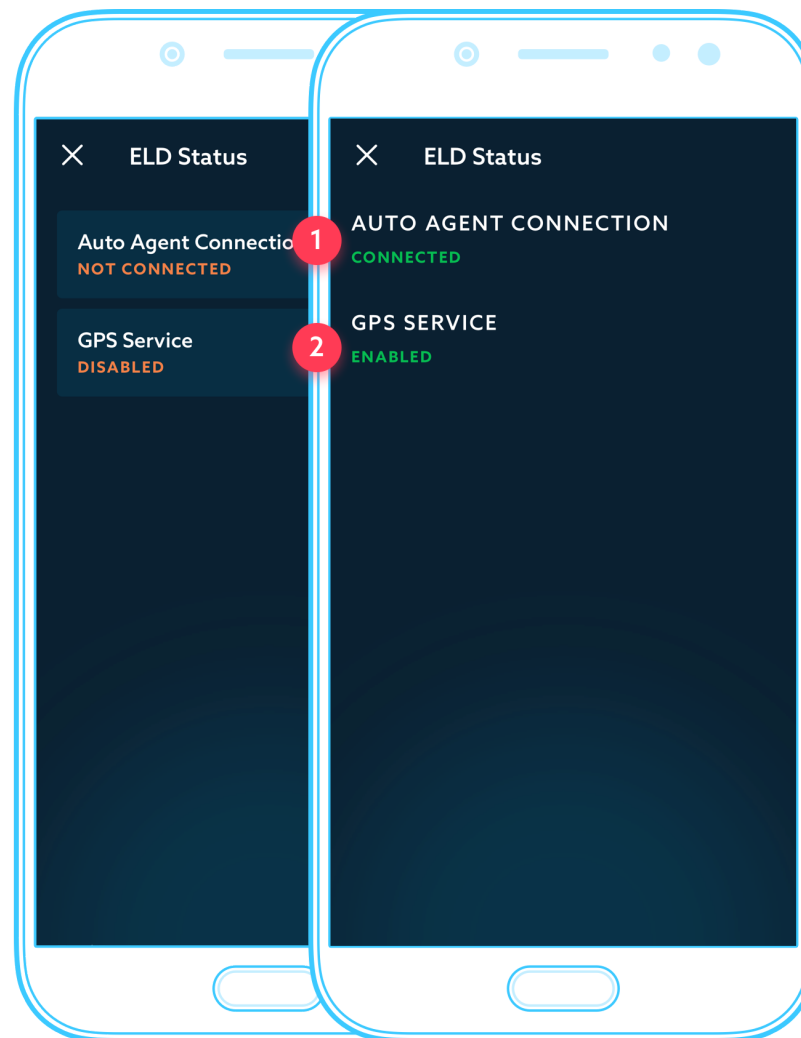 ELD Status
Auto Agent Connectio
NOT CONNECTED
GPS Service
DISABLED
1
2
ELD Status
AUTO AGENT CONNECTION
CONNECTED
GPS SERVICE
ENABLED